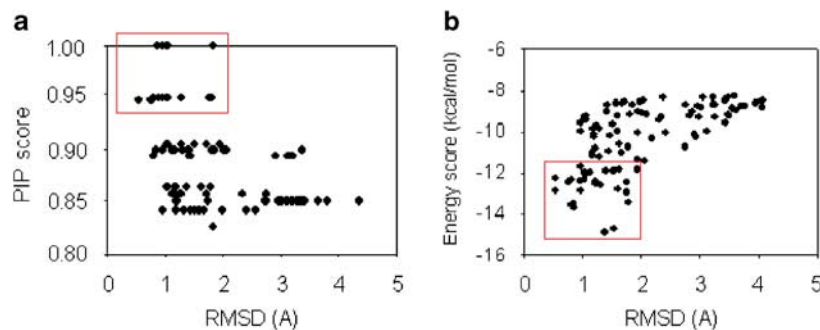 a
PIP score
1.00
0.95
0.90
0.85
0.80
0 1 2 3 4 5
RMSD (A)
b
Energy score (kcal/mol)
-6
-8
-10
-12
-14
-16
0 1 2 3 4 5
RMSD (A)